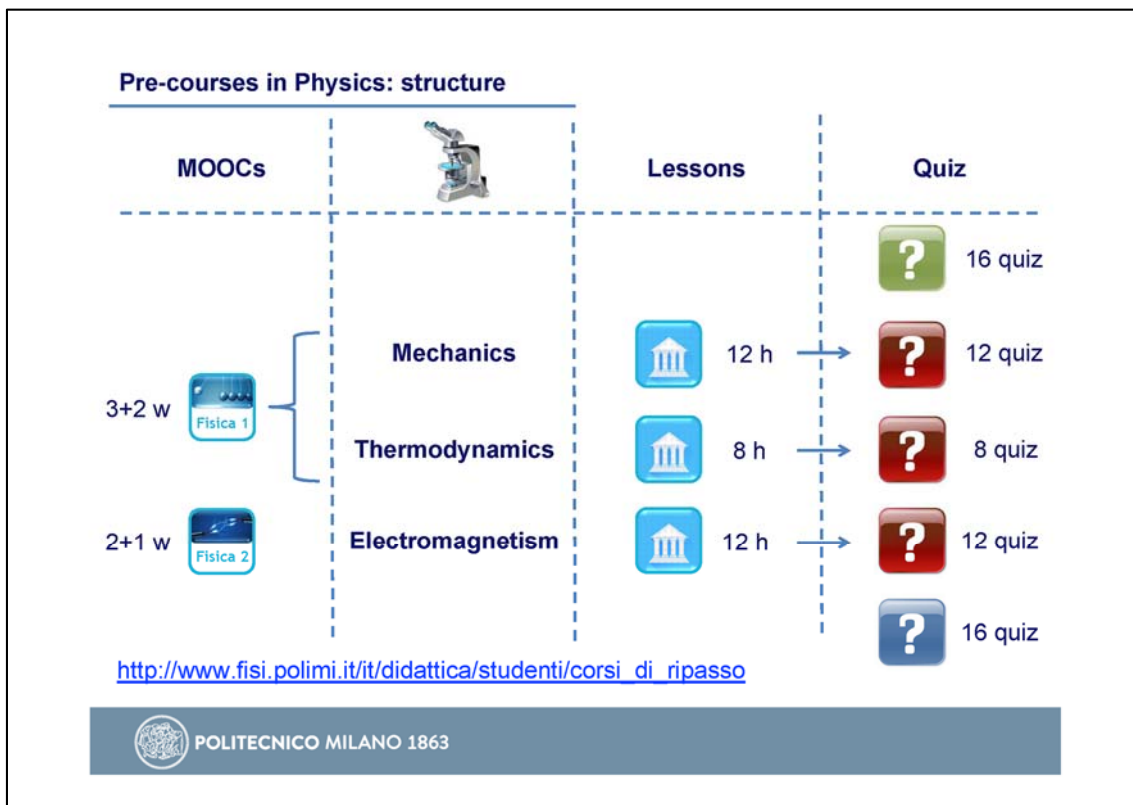 Pre-courses in Physics: structure
MOOCs
Lessons
Quiz
? 16 quiz
Mechanics
12 h
? 12 quiz
3+2 w
Fisica 1
Thermodynamics
8 h
? 8 quiz
2+1 w
Fisica 2
Electromagnetism
12 h
? 12 quiz
? 16 quiz
http://www.fisi.polimi.it/it/didattica/studenti/corsi_di_ripasso
POLITECNICO MILANO 1863